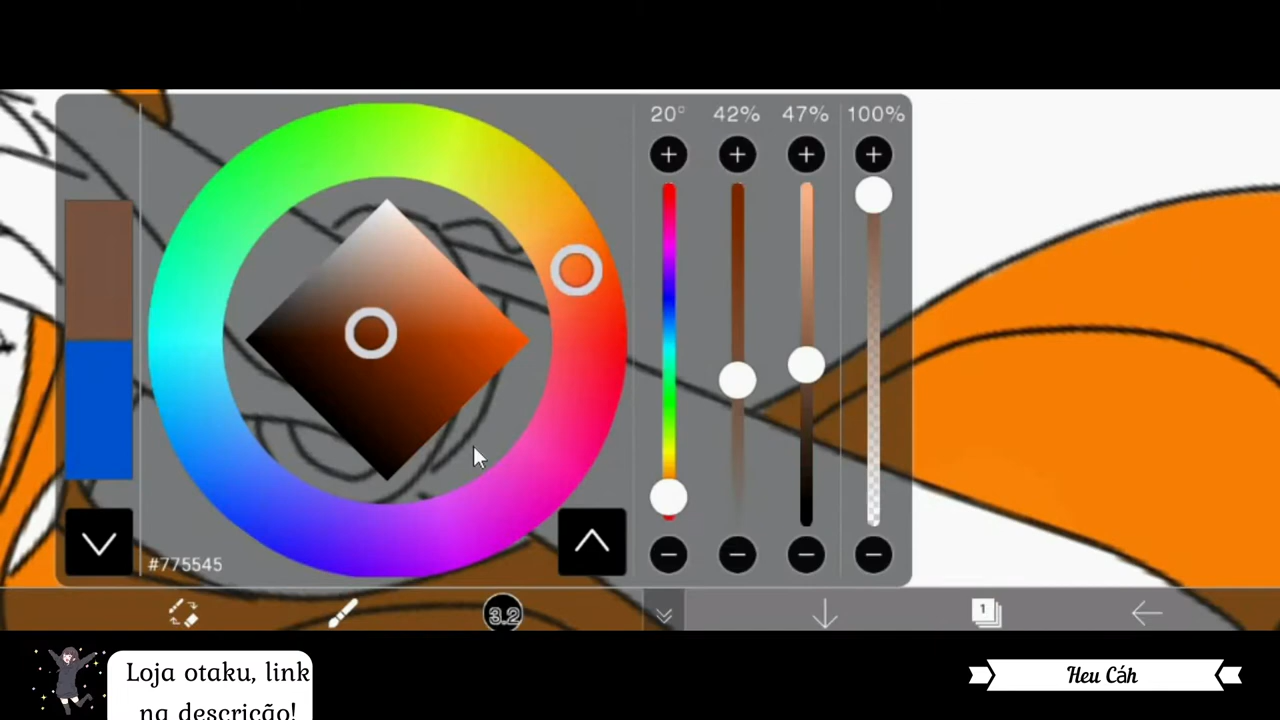 20° 42% 47% 100%
#775545
3.2
1
Loja otaku, link
na descrição!
Heu Cáh